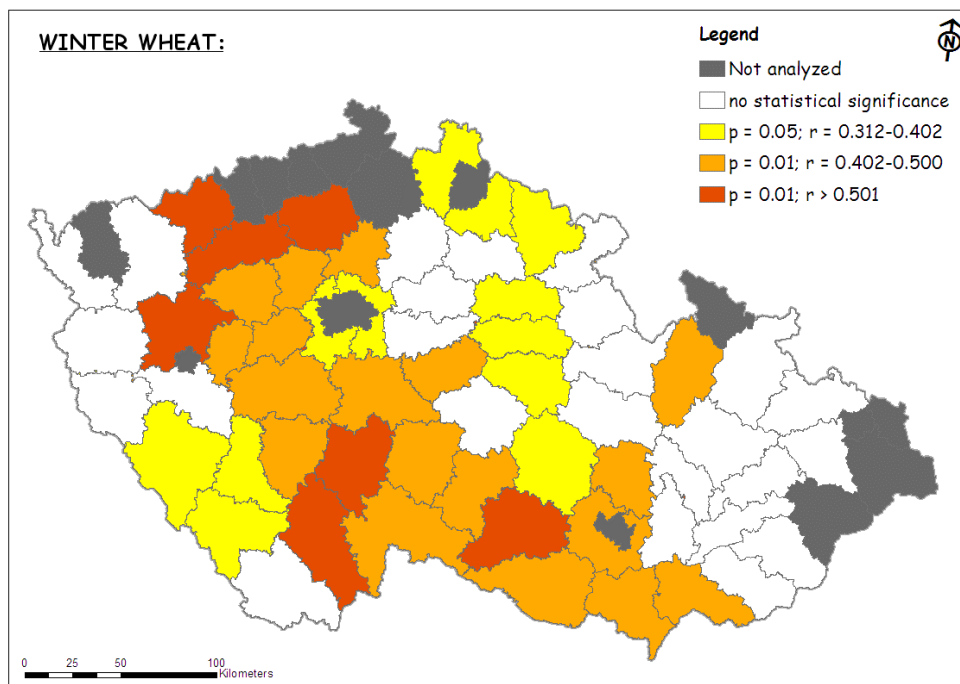 WINTER WHEAT:
Legend
N
Not analyzed
no statistical significance
p = 0.05; r = 0.312-0.402
p = 0.01; r = 0.402-0.500
p = 0.01; r > 0.501
0 25 50 100
Kilometers